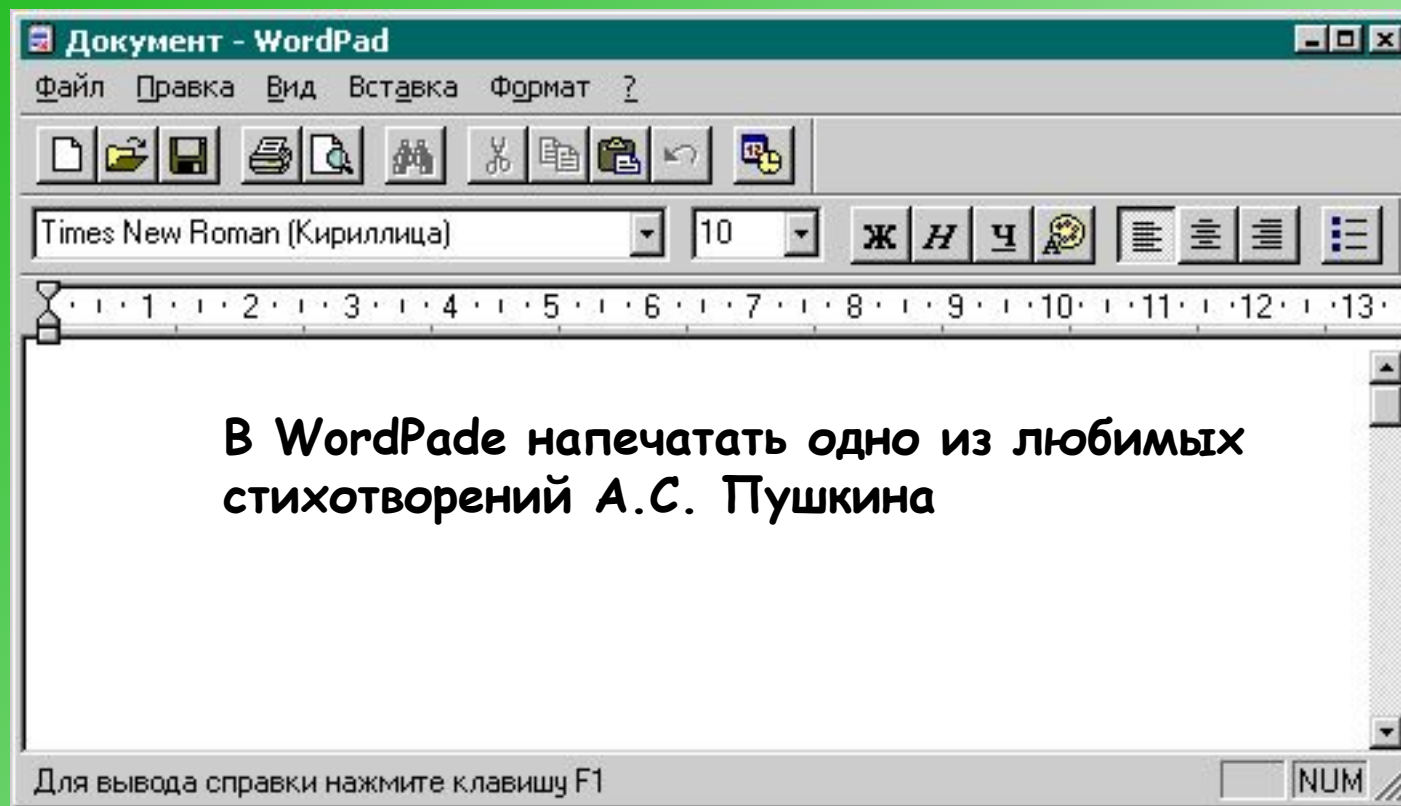 Документ - WordPad
Файл Правка Вид Вставка Формат ?
12
Times New Roman (Кириллица) 10 Ж Н Ч
1 2 3 4 5 6 7 8 9 10 11 12 13
В WordPade напечатать одно из любимых
стихотворений А.С. Пушкина
Для вывода справки нажмите клавишу F1 NUM